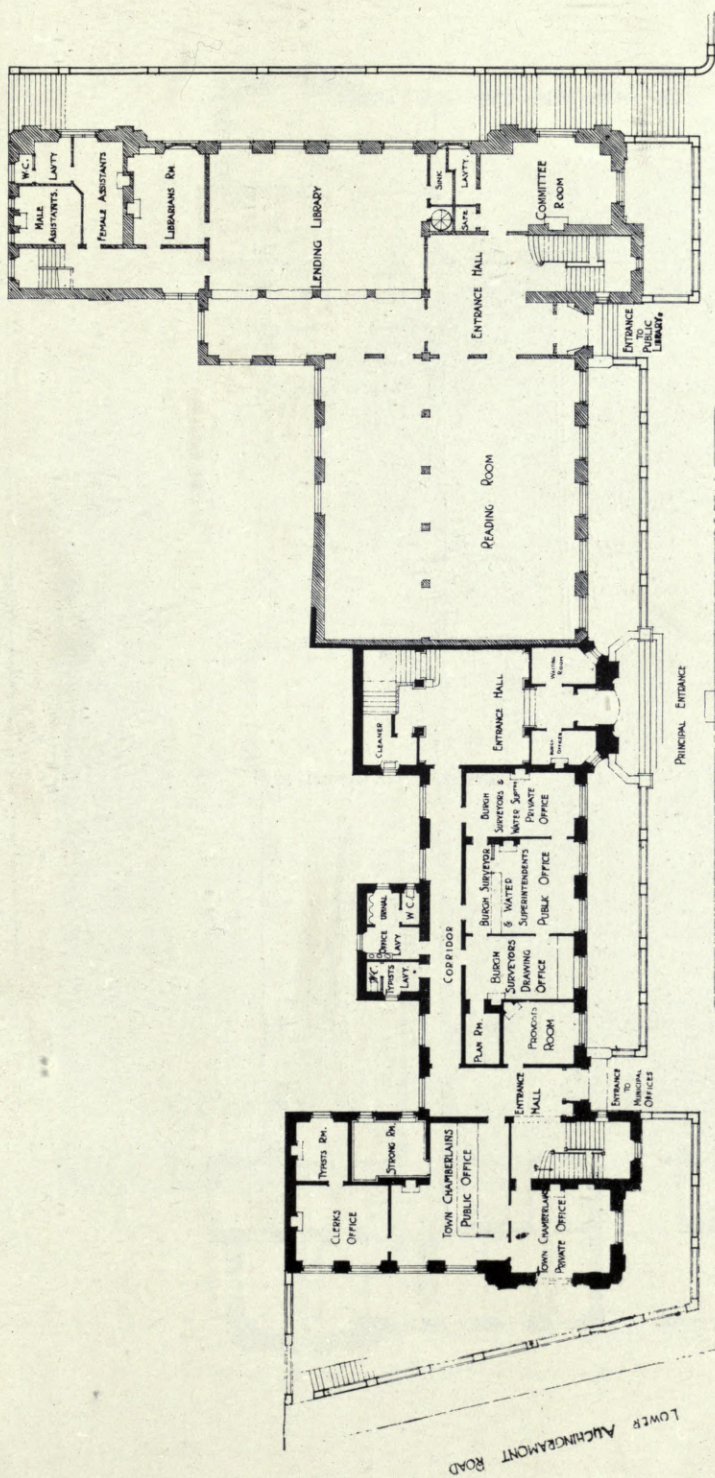 W.C.
LAVTY
MALE
ASSISTANTS.
FEMALE ASSISTANTS
LIBRARIANS RM.
LENDING LIBRARY
SINK
LAVTY.
SAFE
COMMITTEE
ROOM
ENTRANCE HALL
ENTRANCE
TO
PUBLIC
LIBRARY.
READING ROOM
CLEANER
ENTRANCE HALL
WAITING
ROOM
OFFICER
PRINCIPAL ENTRANCE
BURGH
SURVEYORS &
WATER SUPTS
PRIVATE
OFFICE
BURGH SURVEYOR
& WATER
SUPERINTENDENTS
PUBLIC OFFICE
BURGH
SURVEYORS
DRAWING
OFFICE
PLAN RM.
PROVOSTS
ROOM
CORRIDOR
URINAL
W.C.
OFFICE
LAVY
W.C.
TYPISTS
LAVY.
ENTRANCE
HALL
ENTRANCE
TO
MUNICIPAL
OFFICES
TYPISTS RM.
STRONG RM.
CLERKS
OFFICE
TOWN CHAMBERLAINS
PUBLIC OFFICE
TOWN CHAMBERLAINS
PRIVATE OFFICE
LOWER AUCHINGRAMONT ROAD